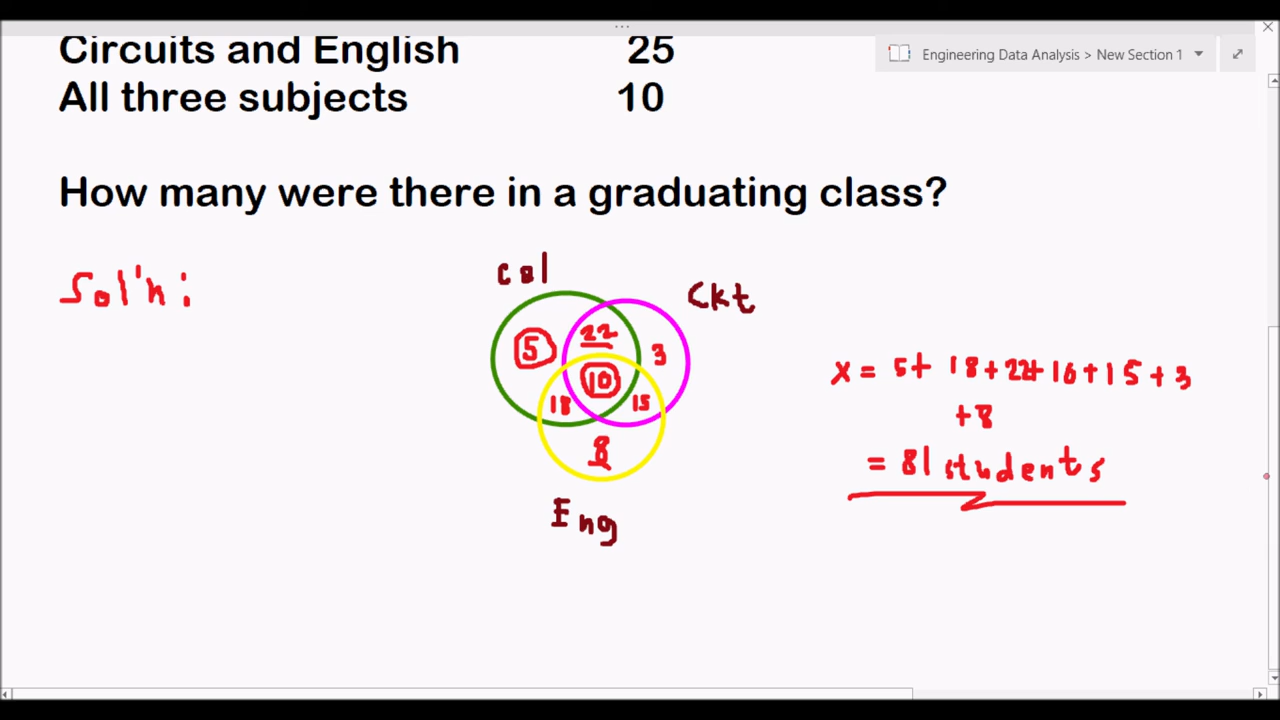 Circuits and English 25
All three subjects 10
Engineering Data Analysis > New Section 1
How many were there in a graduating class?
Sol'n :
Cal
Ckt
5
22
3
10
18
15
8
Eng
x = 5 + 18 + 22 + 10 + 15 + 3
+ 8
= 81 students